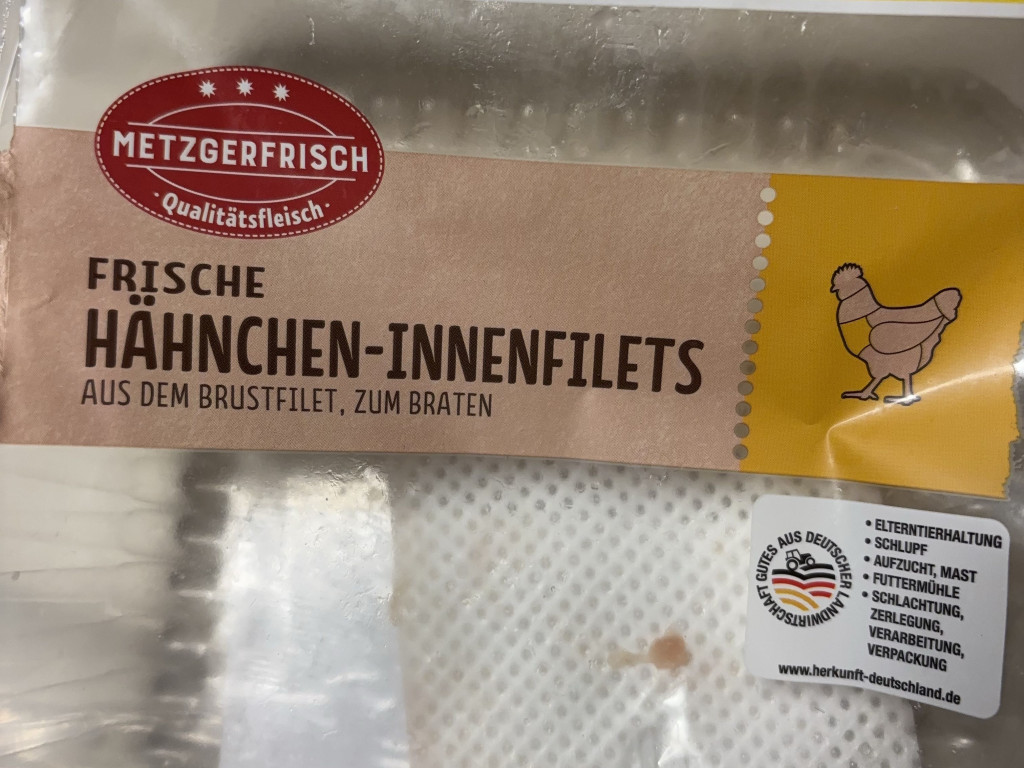 METZGERFRISCH
· Qualitätsfleisch ·
FRISCHE
HÄHNCHEN-INNENFILETS
AUS DEM BRUSTFILET, ZUM BRATEN
GUTES AUS DEUTSCHER LANDWIRTSCHAFT
• ELTERNTIERHALTUNG
• SCHLUPF
• AUFZUCHT, MAST
• FUTTERMÜHLE
• SCHLACHTUNG,
ZERLEGUNG,
VERARBEITUNG,
VERPACKUNG
www.herkunft-deutschland.de